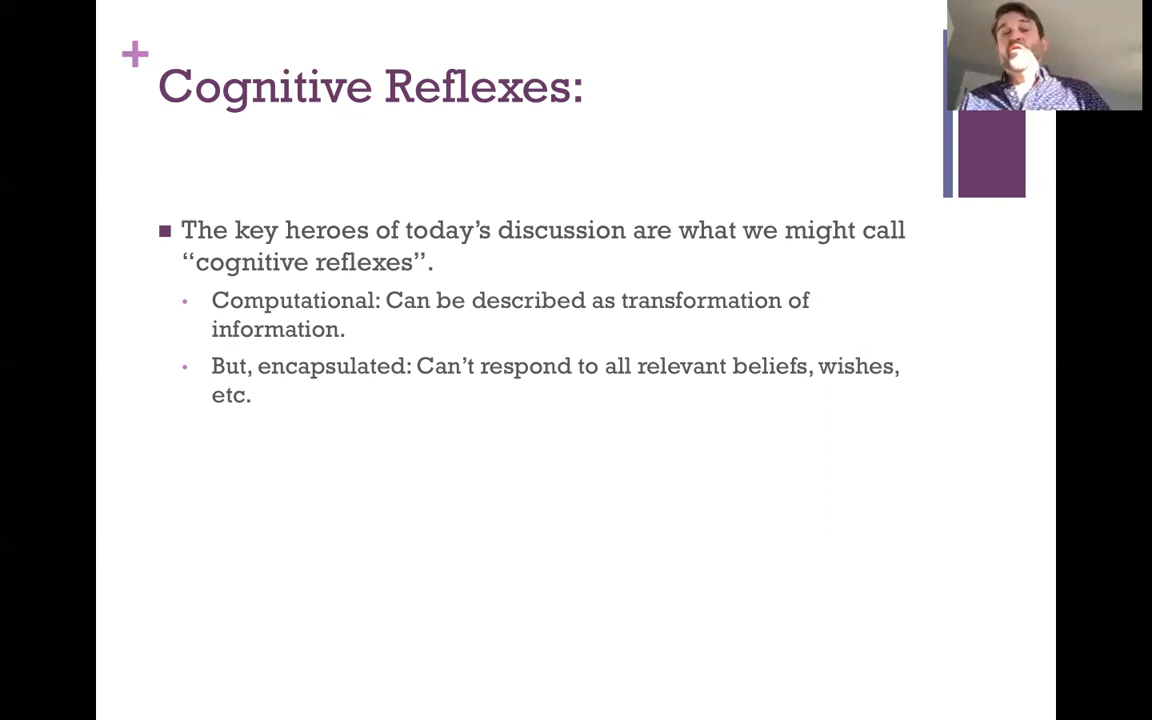 +
Cognitive Reflexes:
■ The key heroes of today’s discussion are what we might call
“cognitive reflexes”.
• Computational: Can be described as transformation of
information.
• But, encapsulated: Can’t respond to all relevant beliefs, wishes,
etc.